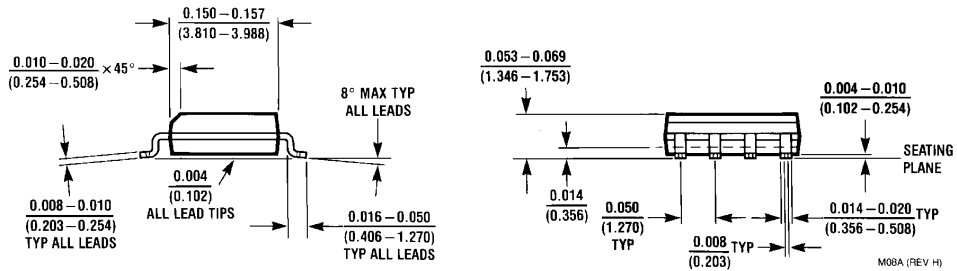 0.150 – 0.157
(3.810 – 3.988)
0.010 – 0.020 × 45°
(0.254 – 0.508)
8° MAX TYP
ALL LEADS
0.004
(0.102)
ALL LEAD TIPS
0.008 – 0.010
(0.203 – 0.254)
TYP ALL LEADS
0.016 – 0.050
(0.406 – 1.270)
TYP ALL LEADS
0.053 – 0.069
(1.346 – 1.753)
0.004 – 0.010
(0.102 – 0.254)
SEATING
PLANE
0.014
(0.356)
0.050
(1.270)
TYP
0.014 – 0.020 TYP
(0.356 – 0.508)
0.008 TYP
(0.203)
M08A (REV H)